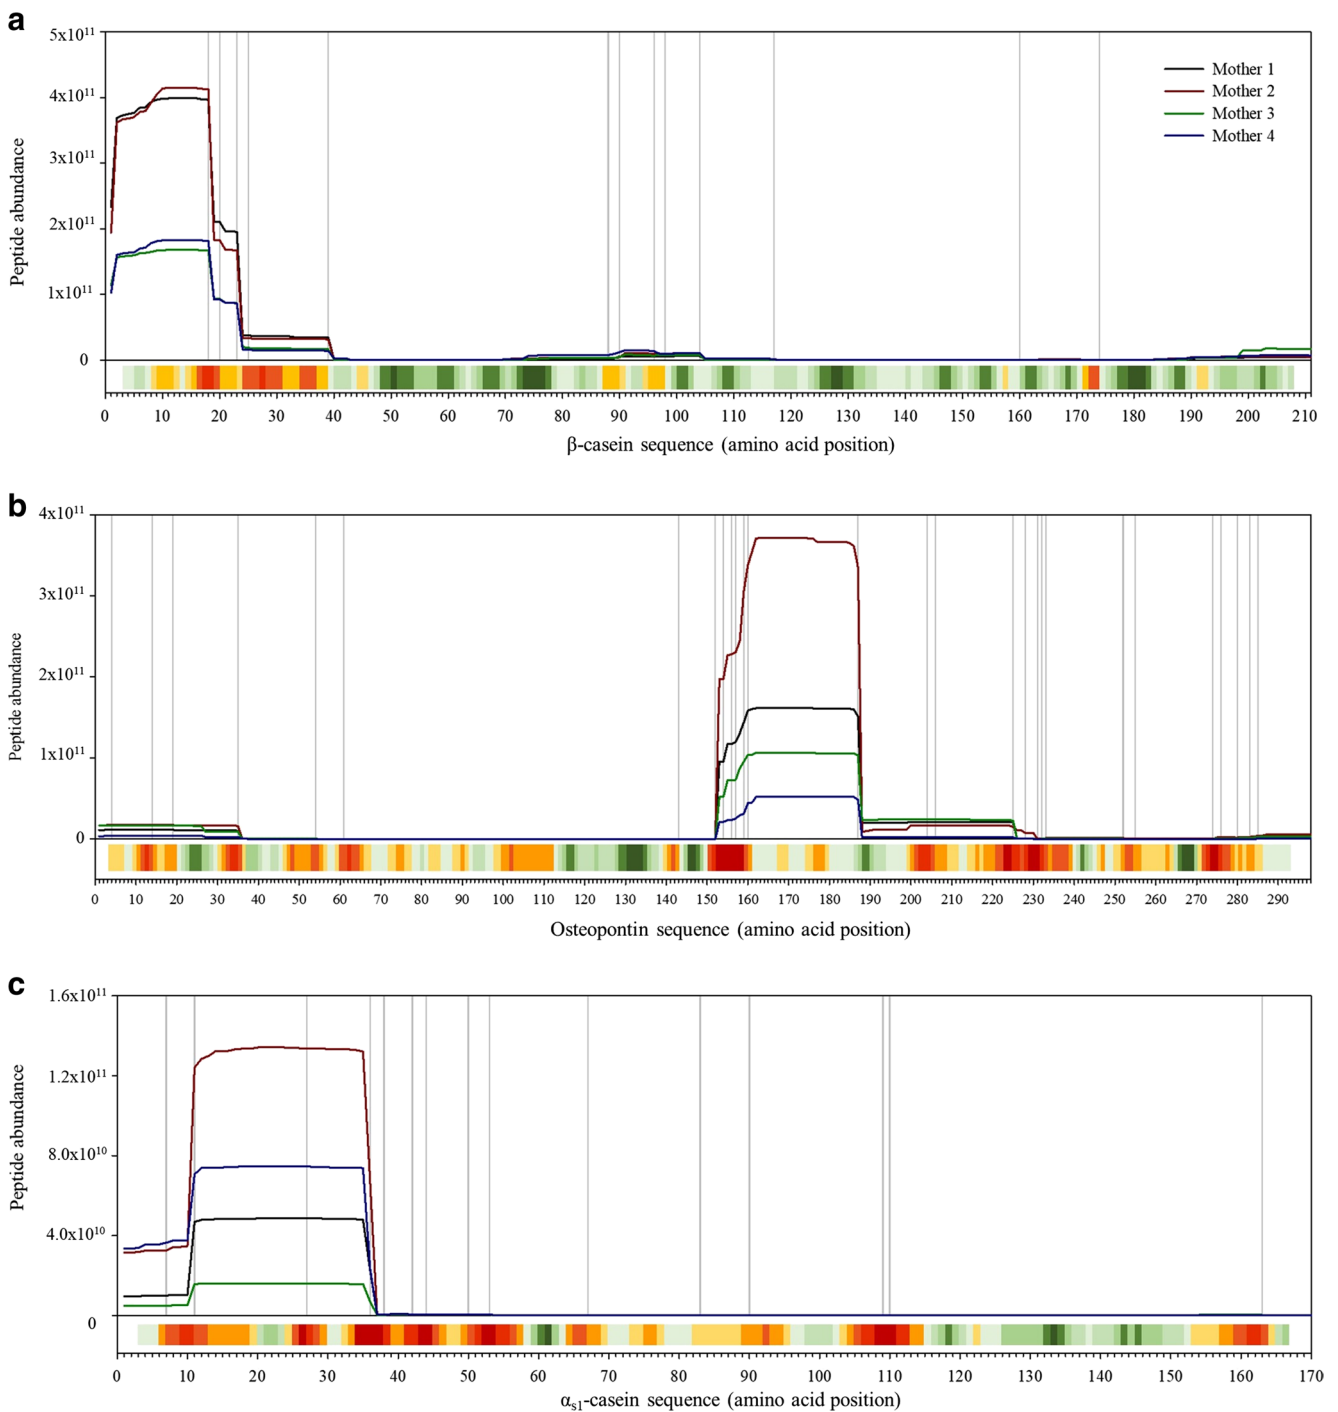 a
5x10¹¹
4x10¹¹
3x10¹¹
2x10¹¹
1x10¹¹
0
Peptide abundance
Mother 1
Mother 2
Mother 3
Mother 4
0 10 20 30 40 50 60 70 80 90 100 110 120 130 140 150 160 170 180 190 200 210
β-casein sequence (amino acid position)
b
4x10¹¹
3x10¹¹
2x10¹¹
1x10¹¹
0
Peptide abundance
0 10 20 30 40 50 60 70 80 90 100 110 120 130 140 150 160 170 180 190 200 210 220 230 240 250 260 270 280 290
Osteopontin sequence (amino acid position)
c
1.6x10¹¹
1.2x10¹¹
8.0x10¹⁰
4.0x10¹⁰
0
Peptide abundance
0 10 20 30 40 50 60 70 80 90 100 110 120 130 140 150 160 170
αs1-casein sequence (amino acid position)